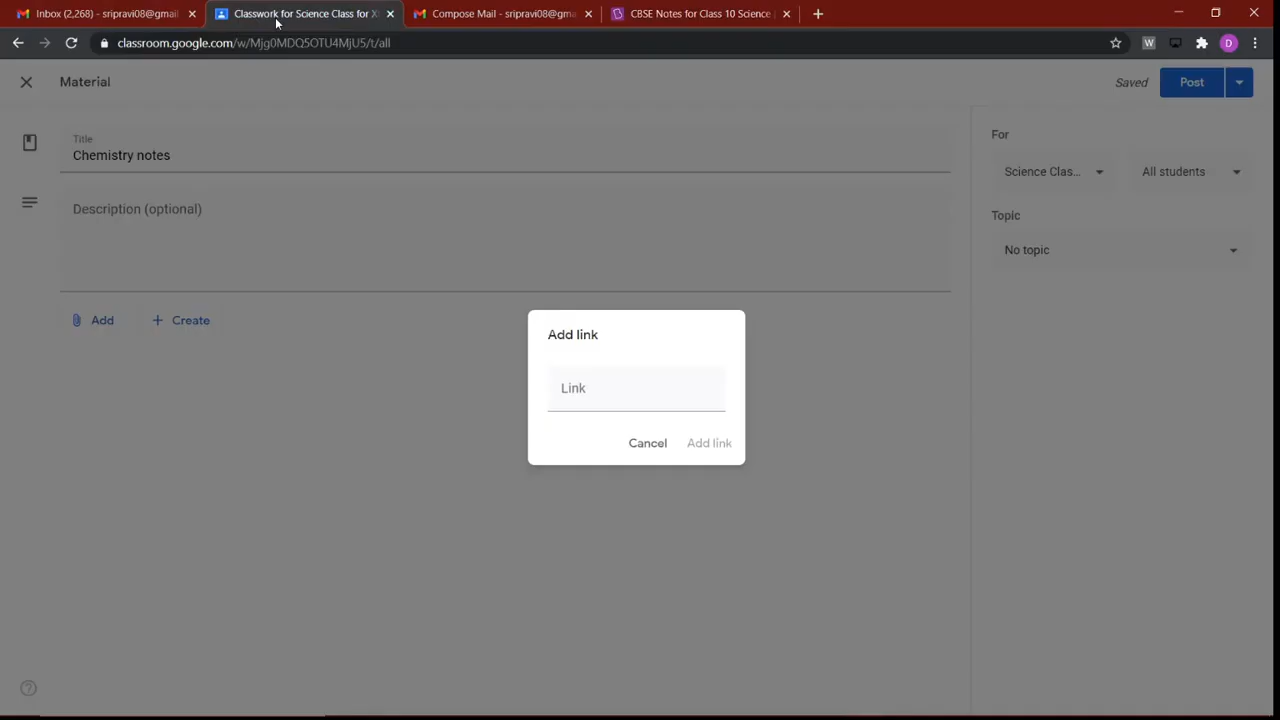 Inbox (2,268) - sripravi08@gmail
Classwork for Science Class for X
Compose Mail - sripravi08@gma
CBSE Notes for Class 10 Science |
classroom.google.com/w/Mjg0MDQ5OTU4MjU5/t/all
W
D
Material
Saved
Post
Title
Chemistry notes
Description (optional)
Add
Create
For
Science Clas...
All students
Topic
No topic
Add link
Link
Cancel
Add link